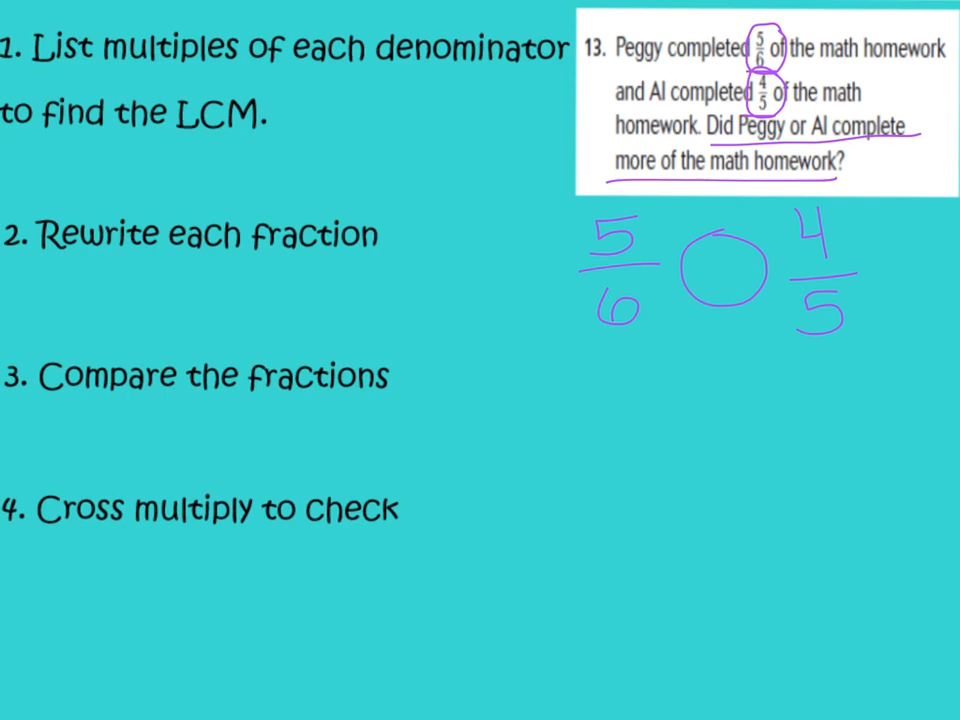 1. List multiples of each denominator
to find the LCM.
13. Peggy completed 5/6 of the math homework
and Al completed 4/5 of the math
homework. Did Peggy or Al complete
more of the math homework?
2. Rewrite each fraction
5/6 ○ 4/5
3. Compare the fractions
4. Cross multiply to check